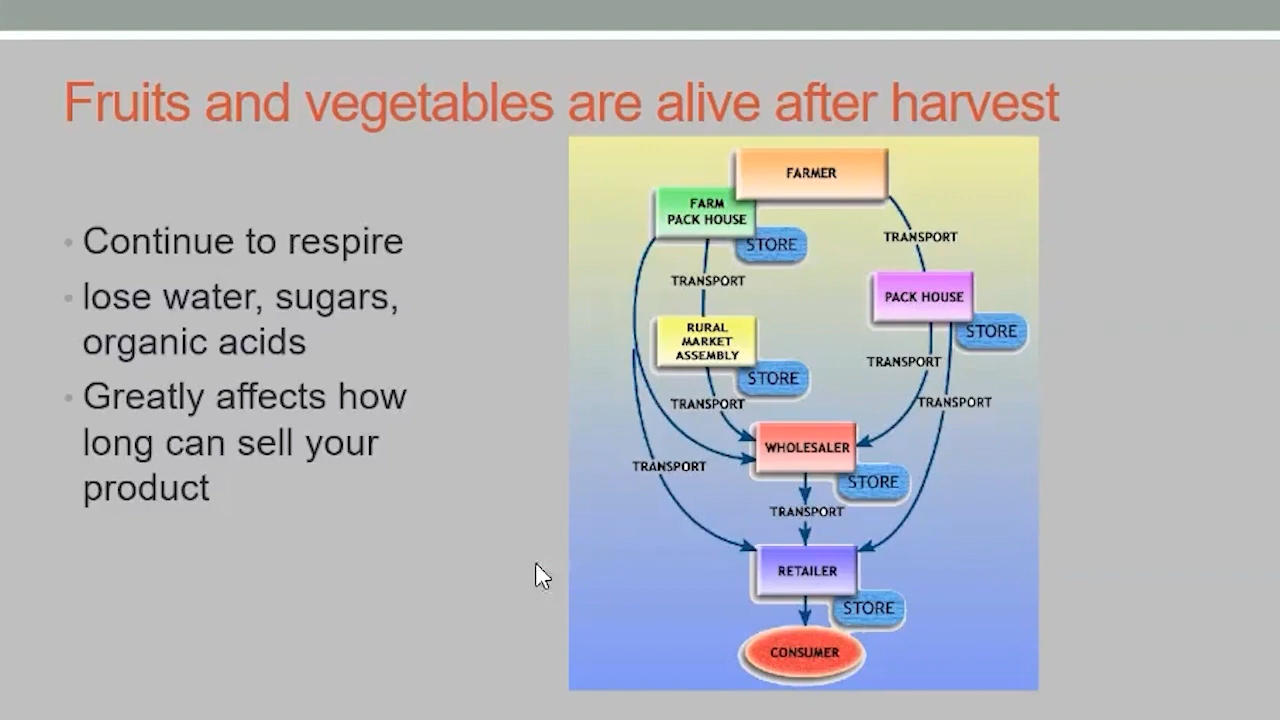 Fruits and vegetables are alive after harvest
• Continue to respire
• lose water, sugars,
organic acids
• Greatly affects how
long can sell your
product
FARMER
FARM
PACK HOUSE
STORE
TRANSPORT
TRANSPORT
PACK HOUSE
STORE
RURAL
MARKET
ASSEMBLY
STORE
TRANSPORT
TRANSPORT
TRANSPORT
WHOLESALER
TRANSPORT
STORE
TRANSPORT
RETAILER
STORE
CONSUMER